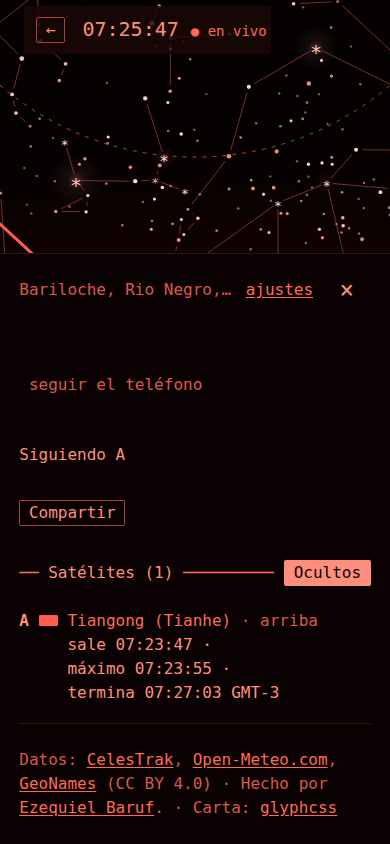 ← 07:25:47 ● en vivo
Bariloche, Rio Negro,… ajustes ×
seguir el teléfono
Siguiendo A
Compartir
Satélites (1) Ocultos
A Tiangong (Tianhe) · arriba
sale 07:23:47 ·
máximo 07:23:55 ·
termina 07:27:03 GMT-3
Datos: CelesTrak, Open-Meteo.com,
GeoNames (CC BY 4.0) · Hecho por
Ezequiel Baruf. · Carta: glyphcss